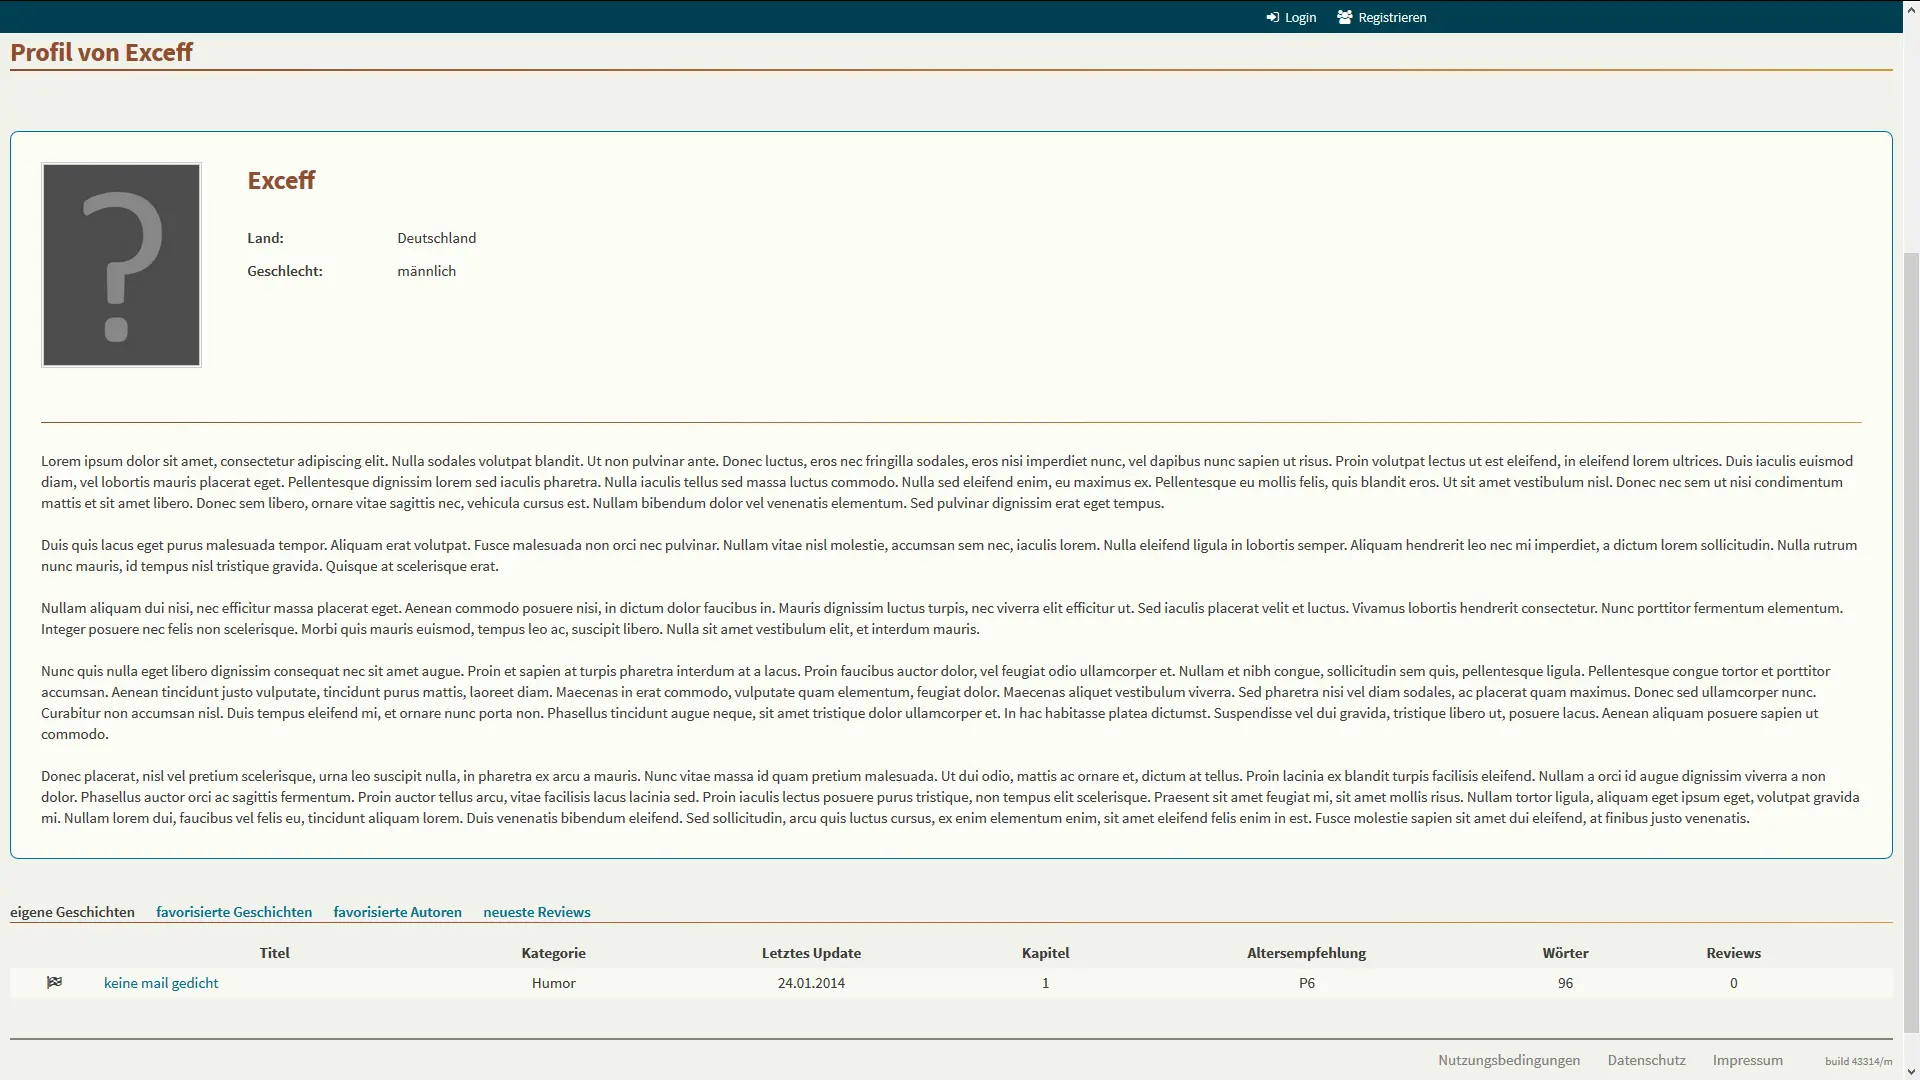 Login Registrieren
Profil von Exceff
Exceff
Land: Deutschland
Geschlecht: männlich
Lorem ipsum dolor sit amet, consectetur adipiscing elit. Nulla sodales volutpat blandit. Ut non pulvinar ante. Donec luctus, eros nec fringilla sodales, eros nisi imperdiet nunc, vel dapibus nunc sapien ut risus. Proin volutpat lectus ut est eleifend, in eleifend lorem ultrices. Duis iaculis euismod
diam, vel lobortis mauris placerat eget. Pellentesque dignissim lorem sed iaculis pharetra. Nulla iaculis tellus sed massa luctus commodo. Nulla sed eleifend enim, eu maximus ex. Pellentesque eu mollis felis, quis blandit eros. Ut sit amet vestibulum nisl. Donec nec sem ut nisi condimentum
mattis et sit amet libero. Donec sem libero, ornare vitae sagittis nec, vehicula cursus est. Nullam bibendum dolor vel venenatis elementum. Sed pulvinar dignissim erat eget tempus.
Duis quis lacus eget purus malesuada tempor. Aliquam erat volutpat. Fusce malesuada non orci nec pulvinar. Nullam vitae nisl molestie, accumsan sem nec, iaculis lorem. Nulla eleifend ligula in lobortis semper. Aliquam hendrerit leo nec mi imperdiet, a dictum lorem sollicitudin. Nulla rutrum
nunc mauris, id tempus nisl tristique gravida. Quisque at scelerisque erat.
Nullam aliquam dui nisi, nec efficitur massa placerat eget. Aenean commodo posuere nisi, in dictum dolor faucibus in. Mauris dignissim luctus turpis, nec viverra elit efficitur ut. Sed iaculis placerat velit et luctus. Vivamus lobortis hendrerit consectetur. Nunc porttitor fermentum elementum.
Integer posuere nec felis non scelerisque. Morbi quis mauris euismod, tempus leo ac, suscipit libero. Nulla sit amet vestibulum elit, et interdum mauris.
Nunc quis nulla eget libero dignissim consequat nec sit amet augue. Proin et sapien at turpis pharetra interdum at a lacus. Proin faucibus auctor dolor, vel feugiat odio ullamcorper et. Nullam et nibh congue, sollicitudin sem quis, pellentesque ligula. Pellentesque congue tortor et porttitor
accumsan. Aenean tincidunt justo vulputate, tincidunt purus mattis, laoreet diam. Maecenas in erat commodo, vulputate quam elementum, feugiat dolor. Maecenas aliquet vestibulum viverra. Sed pharetra nisi vel diam sodales, ac placerat quam maximus. Donec sed ullamcorper nunc.
Curabitur non accumsan nisl. Duis tempus eleifend mi, et ornare nunc porta non. Phasellus tincidunt augue neque, sit amet tristique dolor ullamcorper et. In hac habitasse platea dictumst. Suspendisse vel dui gravida, tristique libero ut, posuere lacus. Aenean aliquam posuere sapien ut
commodo.
Donec placerat, nisl vel pretium scelerisque, urna leo suscipit nulla, in pharetra ex arcu a mauris. Nunc vitae massa id quam pretium malesuada. Ut dui odio, mattis ac ornare et, dictum at tellus. Proin lacinia ex blandit turpis facilisis eleifend. Nullam a orci id augue dignissim viverra a non
dolor. Phasellus auctor orci ac sagittis fermentum. Proin auctor tellus arcu, vitae facilisis lacus lacinia sed. Proin iaculis lectus posuere purus tristique, non tempus elit scelerisque. Praesent sit amet feugiat mi, sit amet mollis risus. Nullam tortor ligula, aliquam eget ipsum eget, volutpat gravida
mi. Nullam lorem dui, faucibus vel felis eu, tincidunt aliquam lorem. Duis venenatis bibendum eleifend. Sed sollicitudin, arcu quis luctus cursus, ex enim elementum enim, sit amet eleifend felis enim in est. Fusce molestie sapien sit amet dui eleifend, at finibus justo venenatis.
eigene Geschichten favorisierte Geschichten favorisierte Autoren neueste Reviews
Titel Kategorie Letztes Update Kapitel Altersempfehlung Wörter Reviews
keine mail gedicht Humor 24.01.2014 1 P6 96 0
Nutzungsbedingungen Datenschutz Impressum build 43314/m